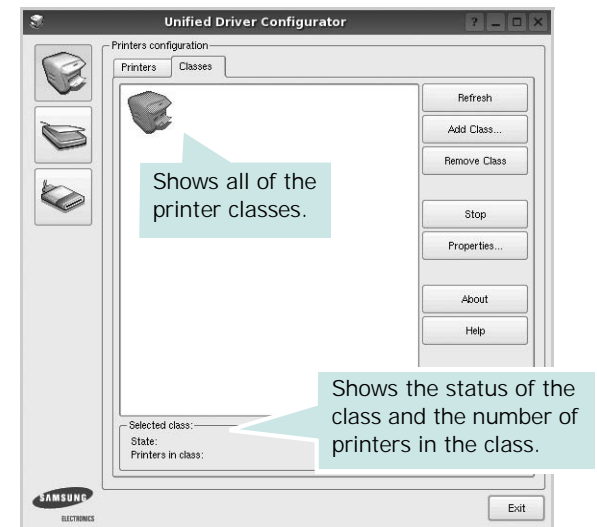 Unified Driver Configurator
Printers configuration
Printers Classes
Refresh
Add Class...
Remove Class
Shows all of the
printer classes.
Stop
Properties...
About
Help
Shows the status of the
class and the number of
printers in the class.
Selected class:
State:
Printers in class:
SAMSUNG
ELECTRONICS
Exit